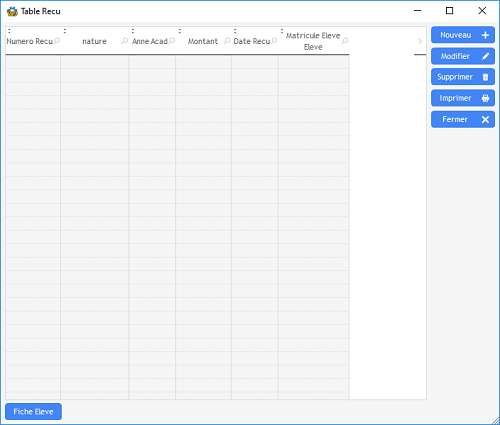 Table Recu
Numero Recu nature Anne Acad. Montant Date Recu Matricule Eleve
Eleve
Nouveau
Modifier
Supprimer
Imprimer
Fermer
Fiche Eleve